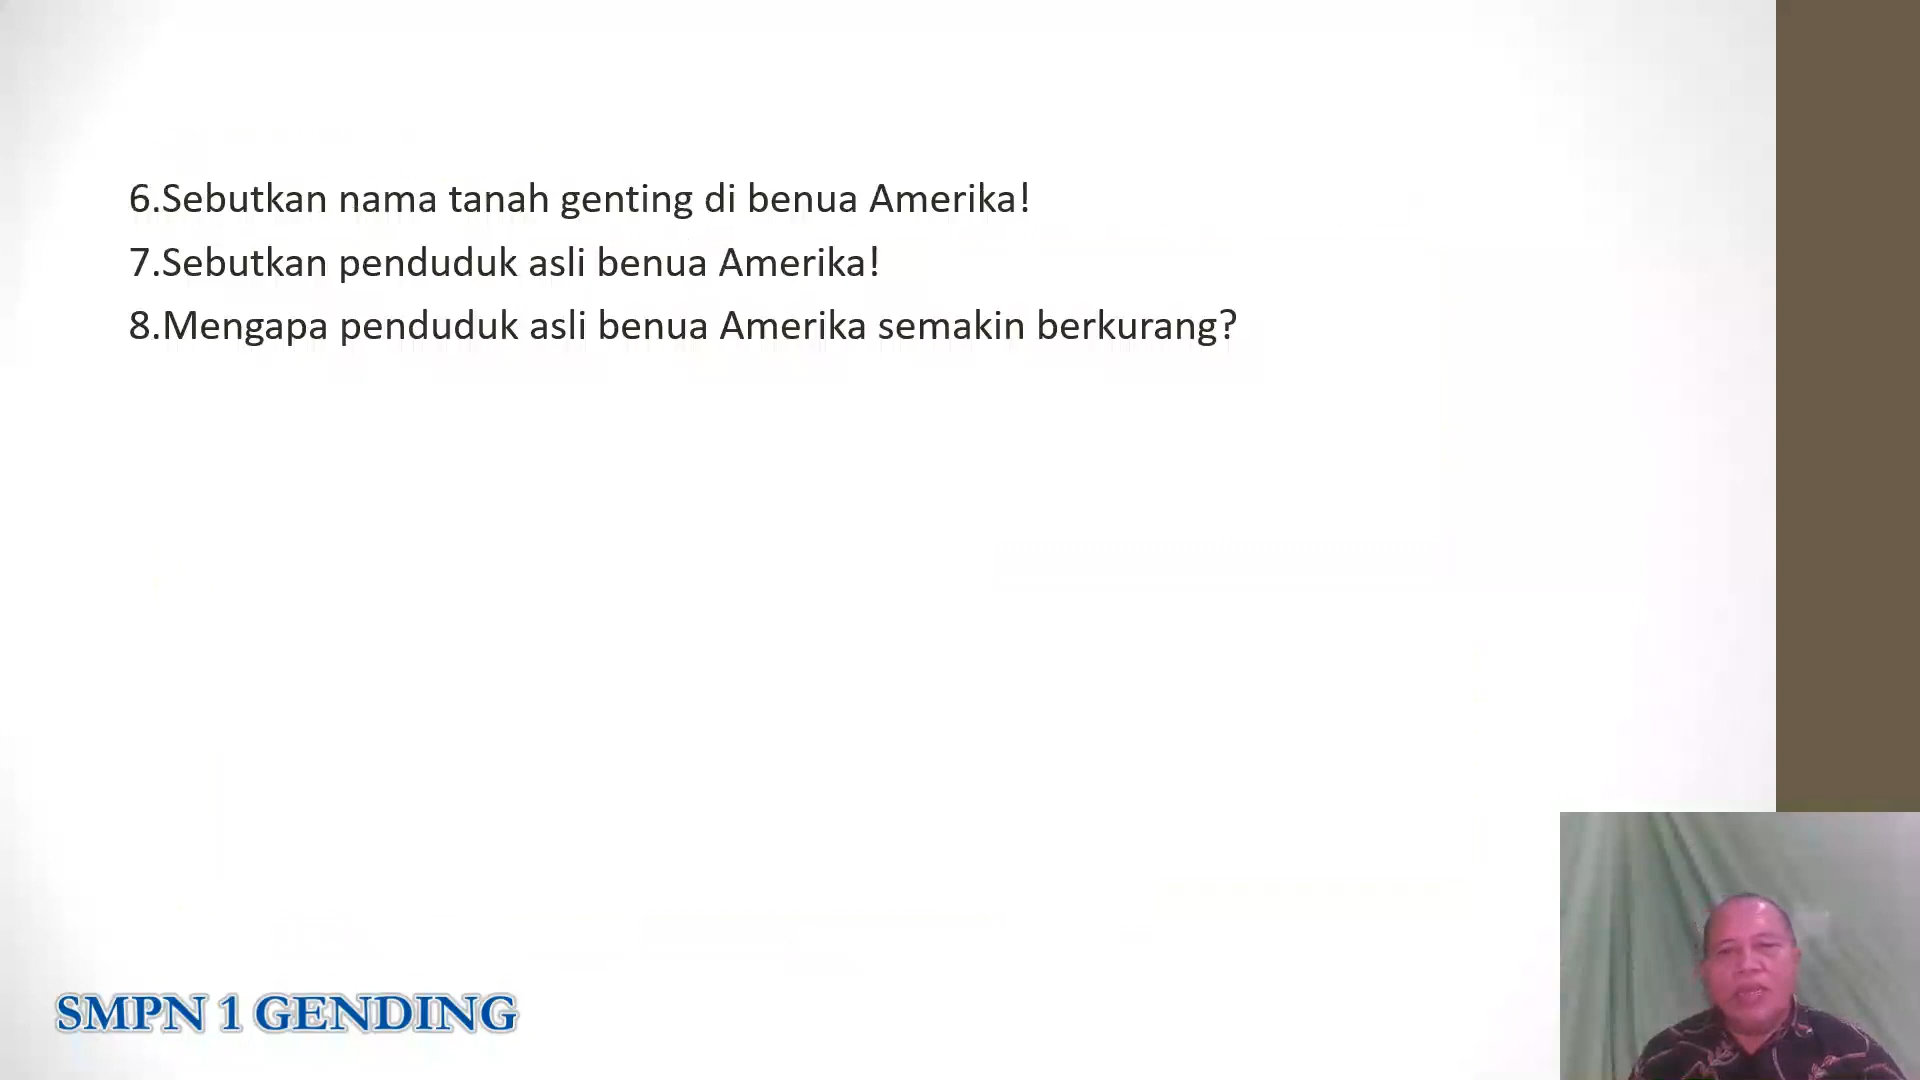 6.Sebutkan nama tanah genting di benua Amerika!
7.Sebutkan penduduk asli benua Amerika!
8.Mengapa penduduk asli benua Amerika semakin berkurang?
SMPN 1 GENDING